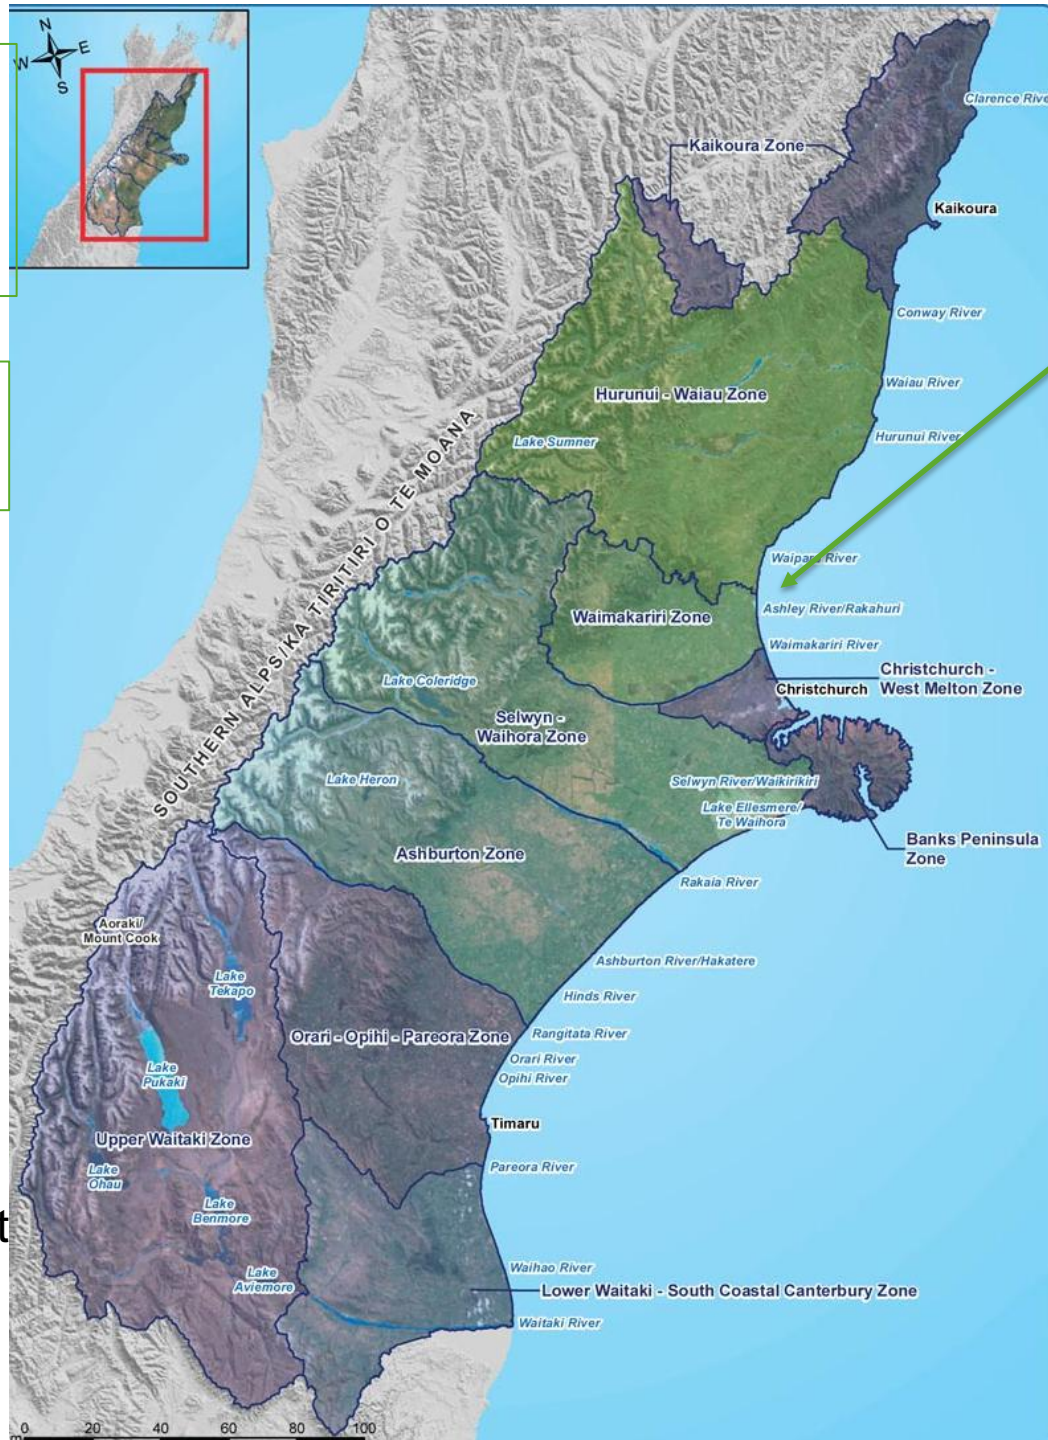 N
W E
S
Clarence Rive
Kaikoura Zone
Kaikoura
Conway River
Waiau River
Hurunui - Waiau Zone
Hurunui River
Lake Sumner
SOUTHERN ALPS/KA TIRITIRI O TE MOANA
Waipara River
Ashley River/Rakahuri
Waimakariri Zone
Waimakariri River
Christchurch -
West Melton Zone
Christchurch
Lake Coleridge
Selwyn -
Waihora Zone
Lake Heron
Selwyn River/Waikirikiri
Lake Ellesmere/
Te Waihora
Banks Peninsula
Zone
Ashburton Zone
Rakaia River
Aoraki/
Mount Cook
Ashburton River/Hakatere
Lake
Tekapo
Hinds River
Rangitata River
Orari - Opihi - Pareora Zone
Orari River
Opihi River
Lake
Pukaki
Timaru
Upper Waitaki Zone
Pareora River
Lake
Ohau
Lake
Benmore
t
Waihao River
Lake
Aviemore
Lower Waitaki - South Coastal Canterbury Zone
Waitaki River
0 20 40 60 80 100